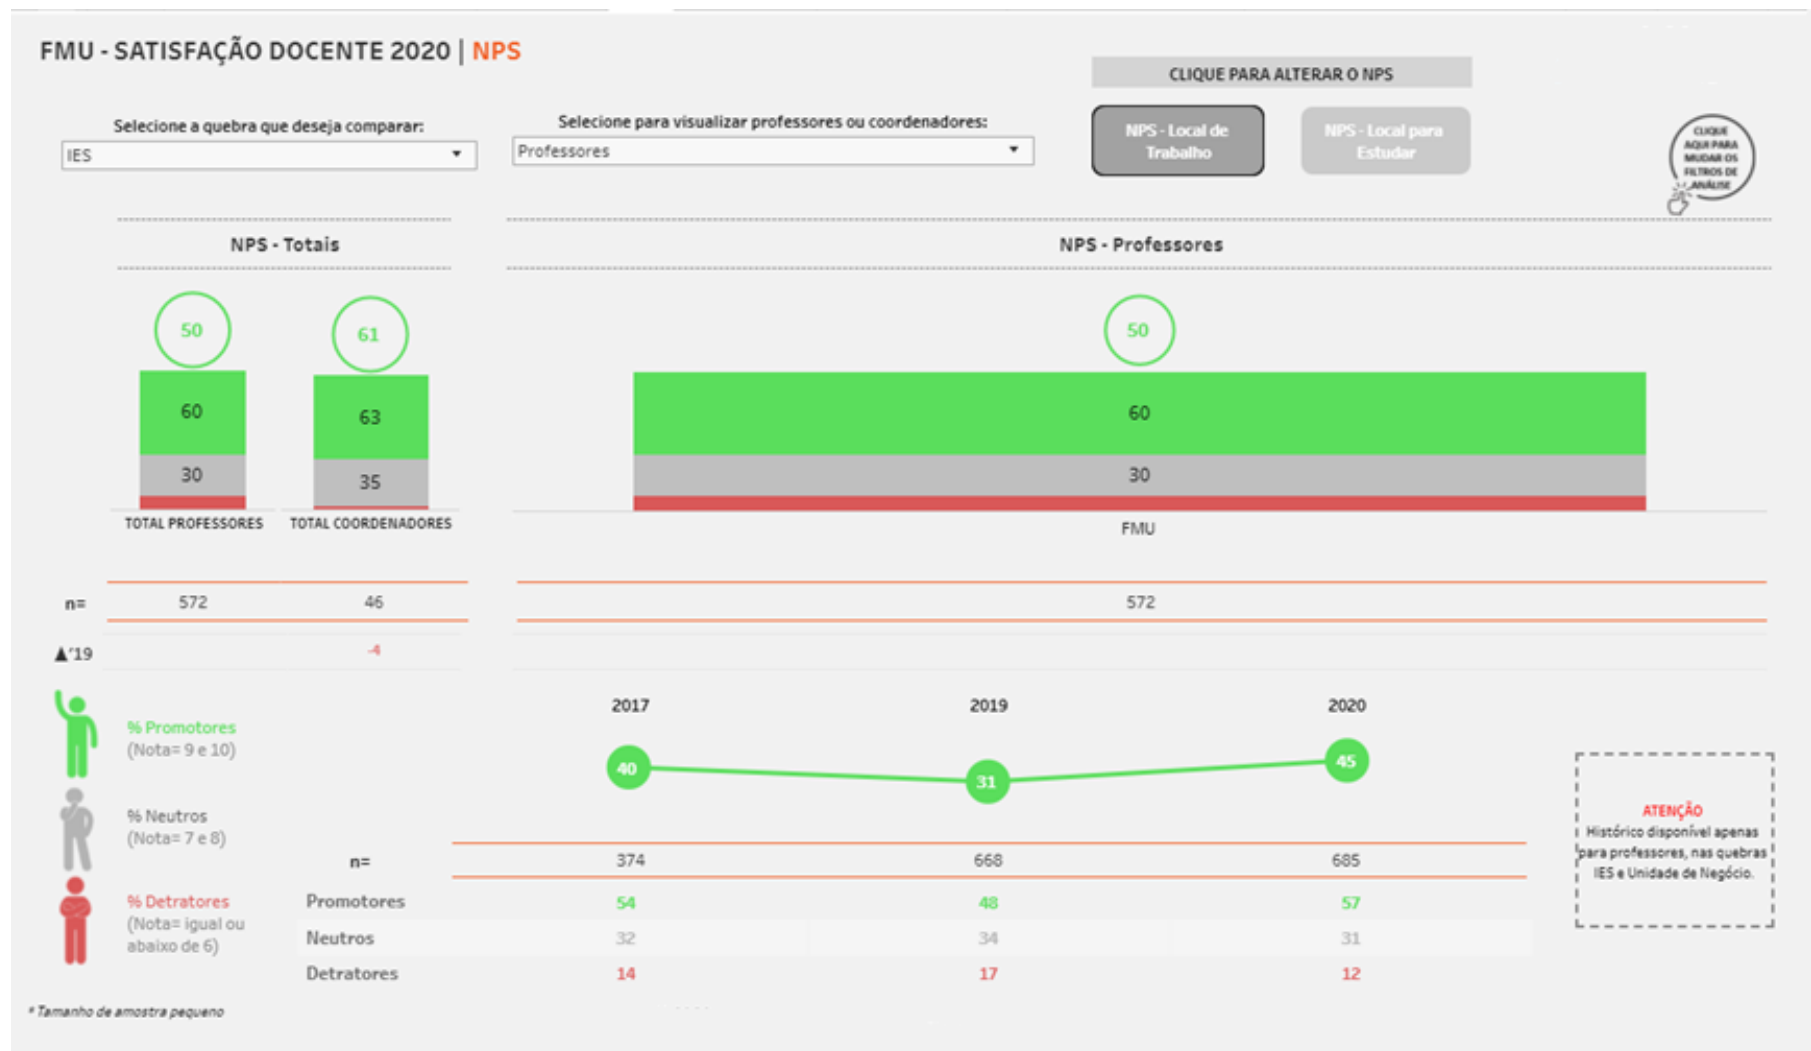 FMU - SATISFAÇÃO DOCENTE 2020 | NPS
CLIQUE PARA ALTERAR O NPS
Selecione a quebra que deseja comparar:
IES
Selecione para visualizar professores ou coordenadores:
Professores
NPS - Local de
Trabalho
NPS - Local para
Estudar
CLIQUE
AQUI PARA
MUDAR OS
FILTROS DE
ANÁLISE
NPS - Totais
NPS - Professores
50
61
50
60
63
60
30
35
30
TOTAL PROFESSORES
TOTAL COORDENADORES
FMU
n= 572 46 572
▲'19 -4
2017 2019 2020
% Promotores
(Nota= 9 e 10)
40 31 45
% Neutros
(Nota= 7 e 8)
n= 374 668 685
% Detratores
(Nota= igual ou
abaixo de 6)
Promotores 54 48 57
Neutros 32 34 31
Detratores 14 17 12
ATENÇÃO
Histórico disponível apenas
para professores, nas quebras
IES e Unidade de Negócio.
* Tamanho de amostra pequeno